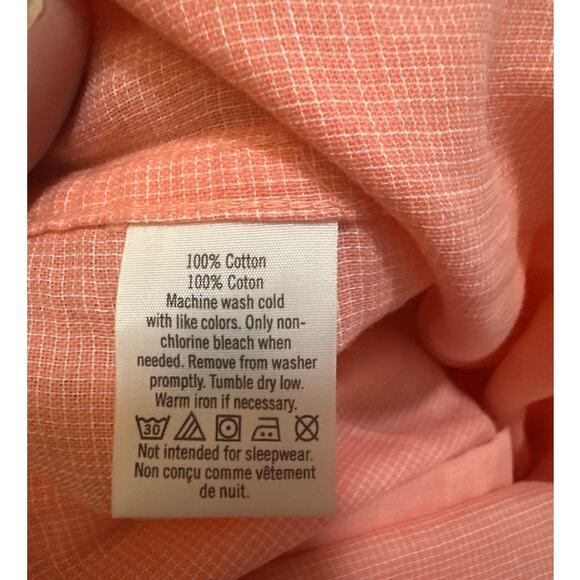 100% Cotton
100% Coton
Machine wash cold
with like colors. Only non-
chlorine bleach when
needed. Remove from washer
promptly. Tumble dry low.
Warm iron if necessary.
30
Not intended for sleepwear.
Non conçu comme vêtement
de nuit.